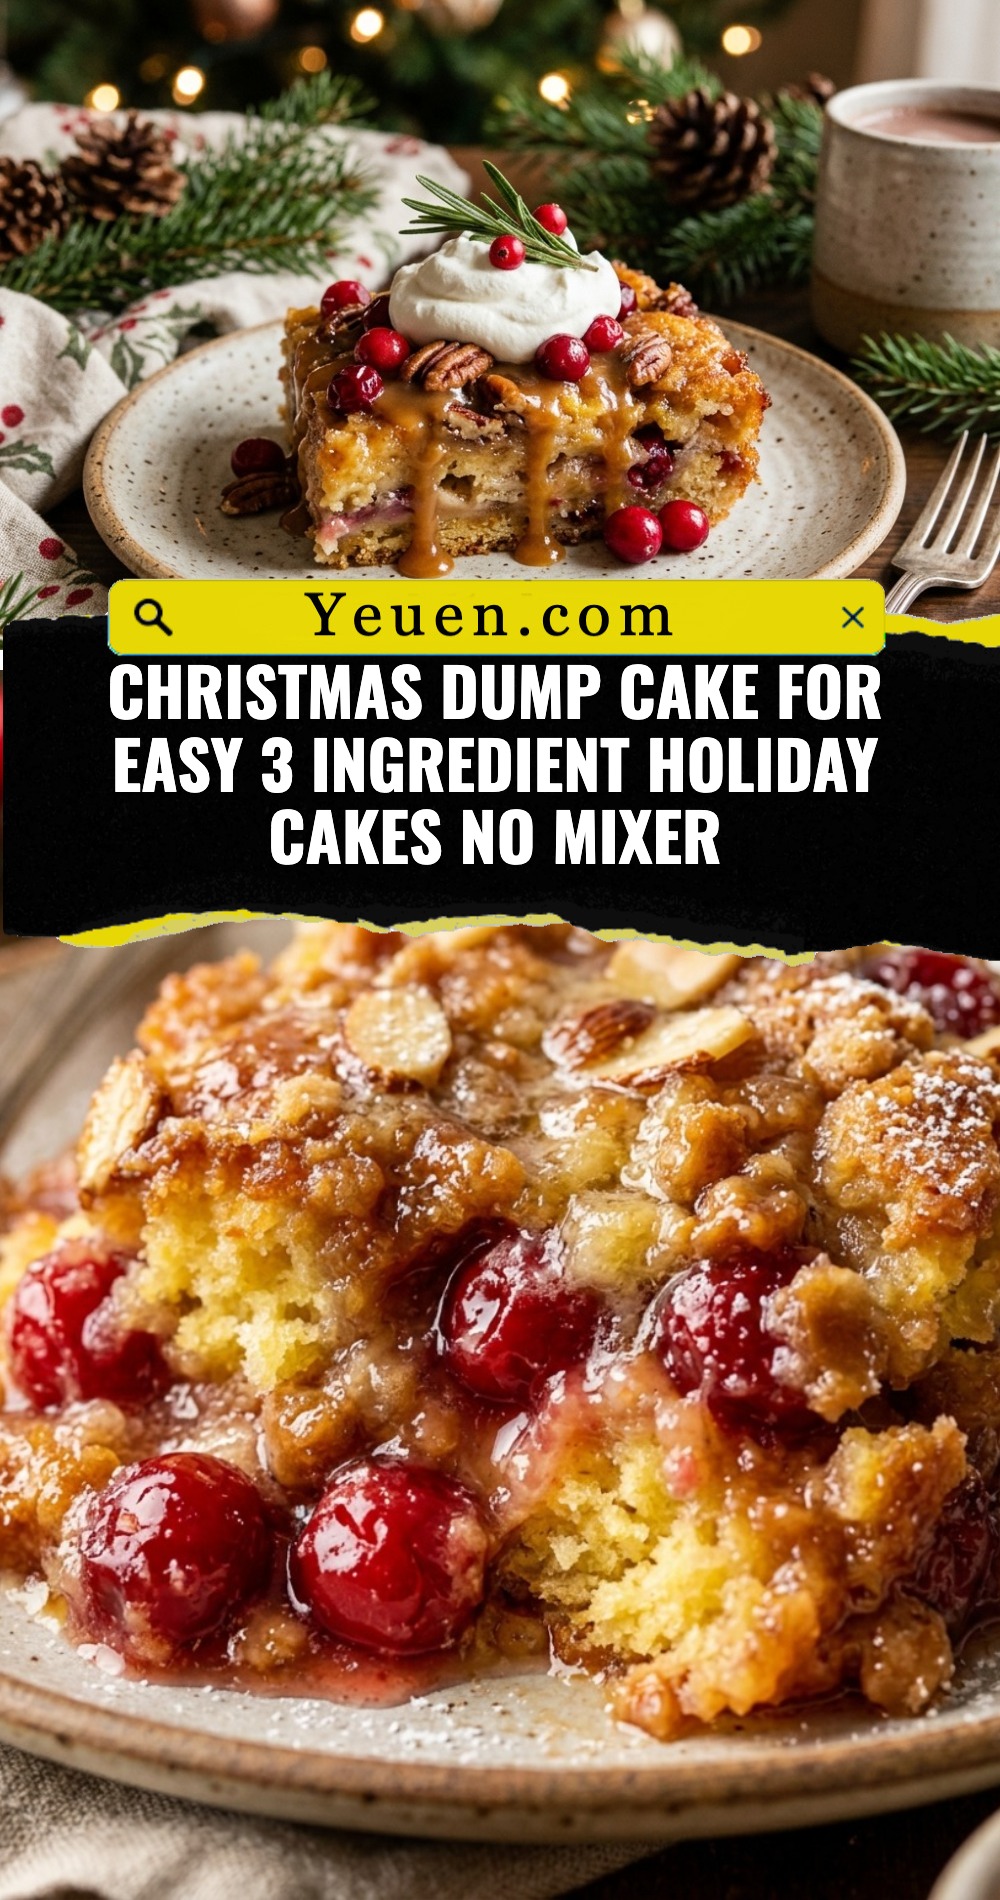 Yeuen.com
CHRISTMAS DUMP CAKE FOR
EASY 3 INGREDIENT HOLIDAY
CAKES NO MIXER